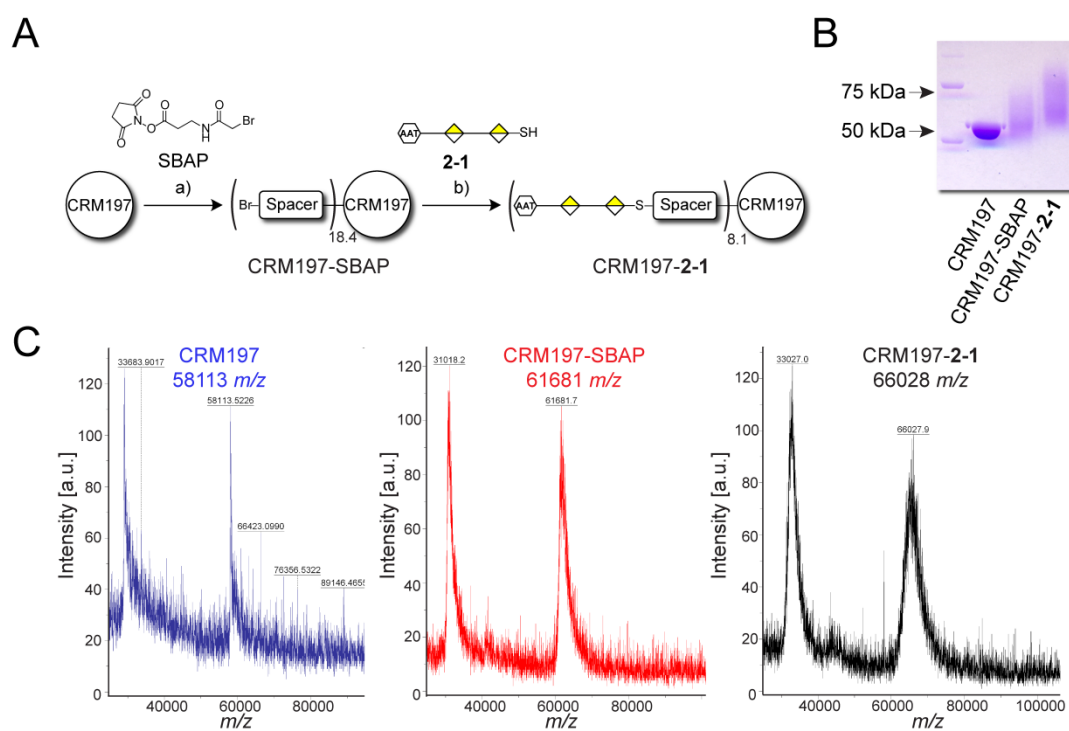 A
O
N
O
O
O
O
N
H
O
Br
SBAP
a)
CRM197
Br
Spacer
CRM197
18.4
CRM197-SBAP
AAT
SH
2-1
b)
AAT
S
Spacer
CRM197
8.1
CRM197-2-1
B
75 kDa
50 kDa
CRM197
CRM197-SBAP
CRM197-2-1
C
CRM197
58113 m/z
33683.9017
58113.5226
66423.0990
76356.5322
89146.4655
Intensity [a.u.]
120
100
80
60
40
20
0
40000 60000 80000
m/z
CRM197-SBAP
61681 m/z
31018.2
61681.7
Intensity [a.u.]
120
100
80
60
40
20
0
40000 60000 80000
m/z
CRM197-2-1
66028 m/z
33027.0
66027.9
Intensity [a.u.]
120
100
80
60
40
20
0
40000 60000 80000 100000
m/z